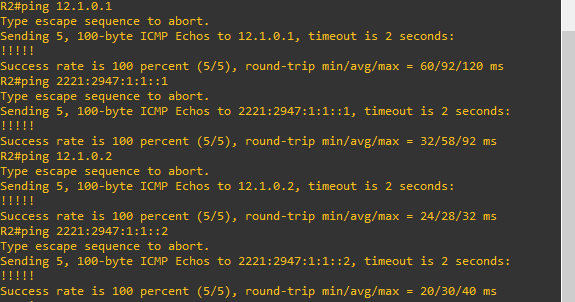 R2#ping 12.1.0.1
Type escape sequence to abort.
Sending 5, 100-byte ICMP Echos to 12.1.0.1, timeout is 2 seconds:
!!!!!
Success rate is 100 percent (5/5), round-trip min/avg/max = 60/92/120 ms
R2#ping 2221:2947:1:1::1
Type escape sequence to abort.
Sending 5, 100-byte ICMP Echos to 2221:2947:1:1::1, timeout is 2 seconds:
!!!!!
Success rate is 100 percent (5/5), round-trip min/avg/max = 32/58/92 ms
R2#ping 12.1.0.2
Type escape sequence to abort.
Sending 5, 100-byte ICMP Echos to 12.1.0.2, timeout is 2 seconds:
!!!!!
Success rate is 100 percent (5/5), round-trip min/avg/max = 24/28/32 ms
R2#ping 2221:2947:1:1::2
Type escape sequence to abort.
Sending 5, 100-byte ICMP Echos to 2221:2947:1:1::2, timeout is 2 seconds:
!!!!!
Success rate is 100 percent (5/5), round-trip min/avg/max = 20/30/40 ms